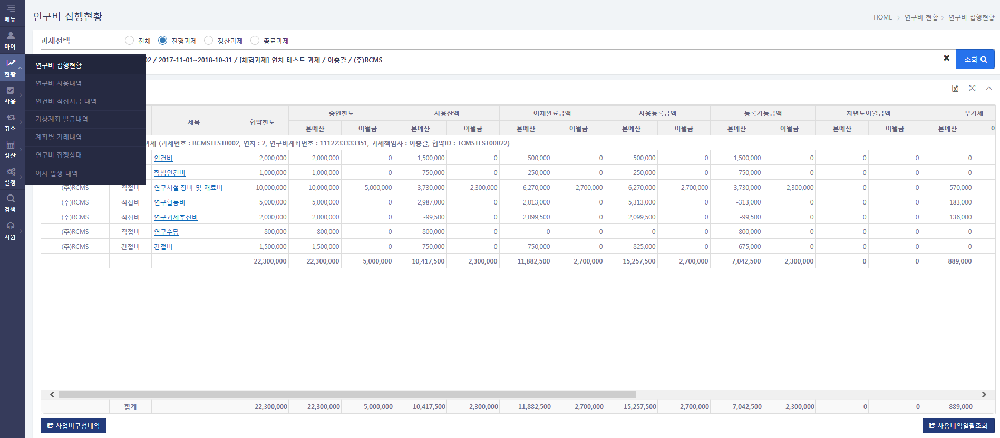 메뉴
마이
현황
사용
취소
정산
설정
검색
지원
연구비 집행현황
HOME > 연구비 현황 > 연구비 집행현황
과제선택 전체 진행과제 정산과제 종료과제
02 / 2017-11-01~2018-10-31 / [체험과제] 연차 테스트 과제 / 이총괄 / (주)RCMS
조회
연구비 집행현황
연구비 사용내역
인건비 직접지급 내역
가상계좌 발급내역
계좌별 거래내역
연구비 집행상태
이자 발생 내역
세목 협약한도 승인한도 사용잔액 이체완료금액 사용등록금액 등록가능금액 차년도이월금액 부가세
본예산 이월금 본예산 이월금 본예산 이월금 본예산 이월금 본예산 이월금 본예산 이월금 본예산
과제 (과제번호 : RCMSTEST0002, 연차 : 2, 연구비계좌번호 : 1112233333351, 과제책임자 : 이총괄, 협약ID : TCMSTEST00022)
인건비 2,000,000 2,000,000 0 1,500,000 0 500,000 0 500,000 0 1,500,000 0 0 0 0
학생인건비 1,000,000 1,000,000 0 750,000 0 250,000 0 250,000 0 750,000 0 0 0 0
(주)RCMS 직접비 연구시설·장비 및 재료비 10,000,000 10,000,000 5,000,000 3,730,000 2,300,000 6,270,000 2,700,000 6,270,000 2,700,000 3,730,000 2,300,000 0 0 570,000
(주)RCMS 직접비 연구활동비 5,000,000 5,000,000 0 2,987,000 0 2,013,000 0 5,313,000 0 -313,000 0 0 0 183,000
(주)RCMS 직접비 연구과제추진비 2,000,000 2,000,000 0 -99,500 0 2,099,500 0 2,099,500 0 -99,500 0 0 0 136,000
(주)RCMS 직접비 연구수당 800,000 800,000 0 800,000 0 0 0 0 0 800,000 0 0 0 0
(주)RCMS 간접비 간접비 1,500,000 1,500,000 0 750,000 0 750,000 0 825,000 0 675,000 0 0 0 0
22,300,000 22,300,000 5,000,000 10,417,500 2,300,000 11,882,500 2,700,000 15,257,500 2,700,000 7,042,500 2,300,000 0 0 889,000
합계 22,300,000 22,300,000 5,000,000 10,417,500 2,300,000 11,882,500 2,700,000 15,257,500 2,700,000 7,042,500 2,300,000 0 0 889,000
사업비구성내역
사용내역일괄조회